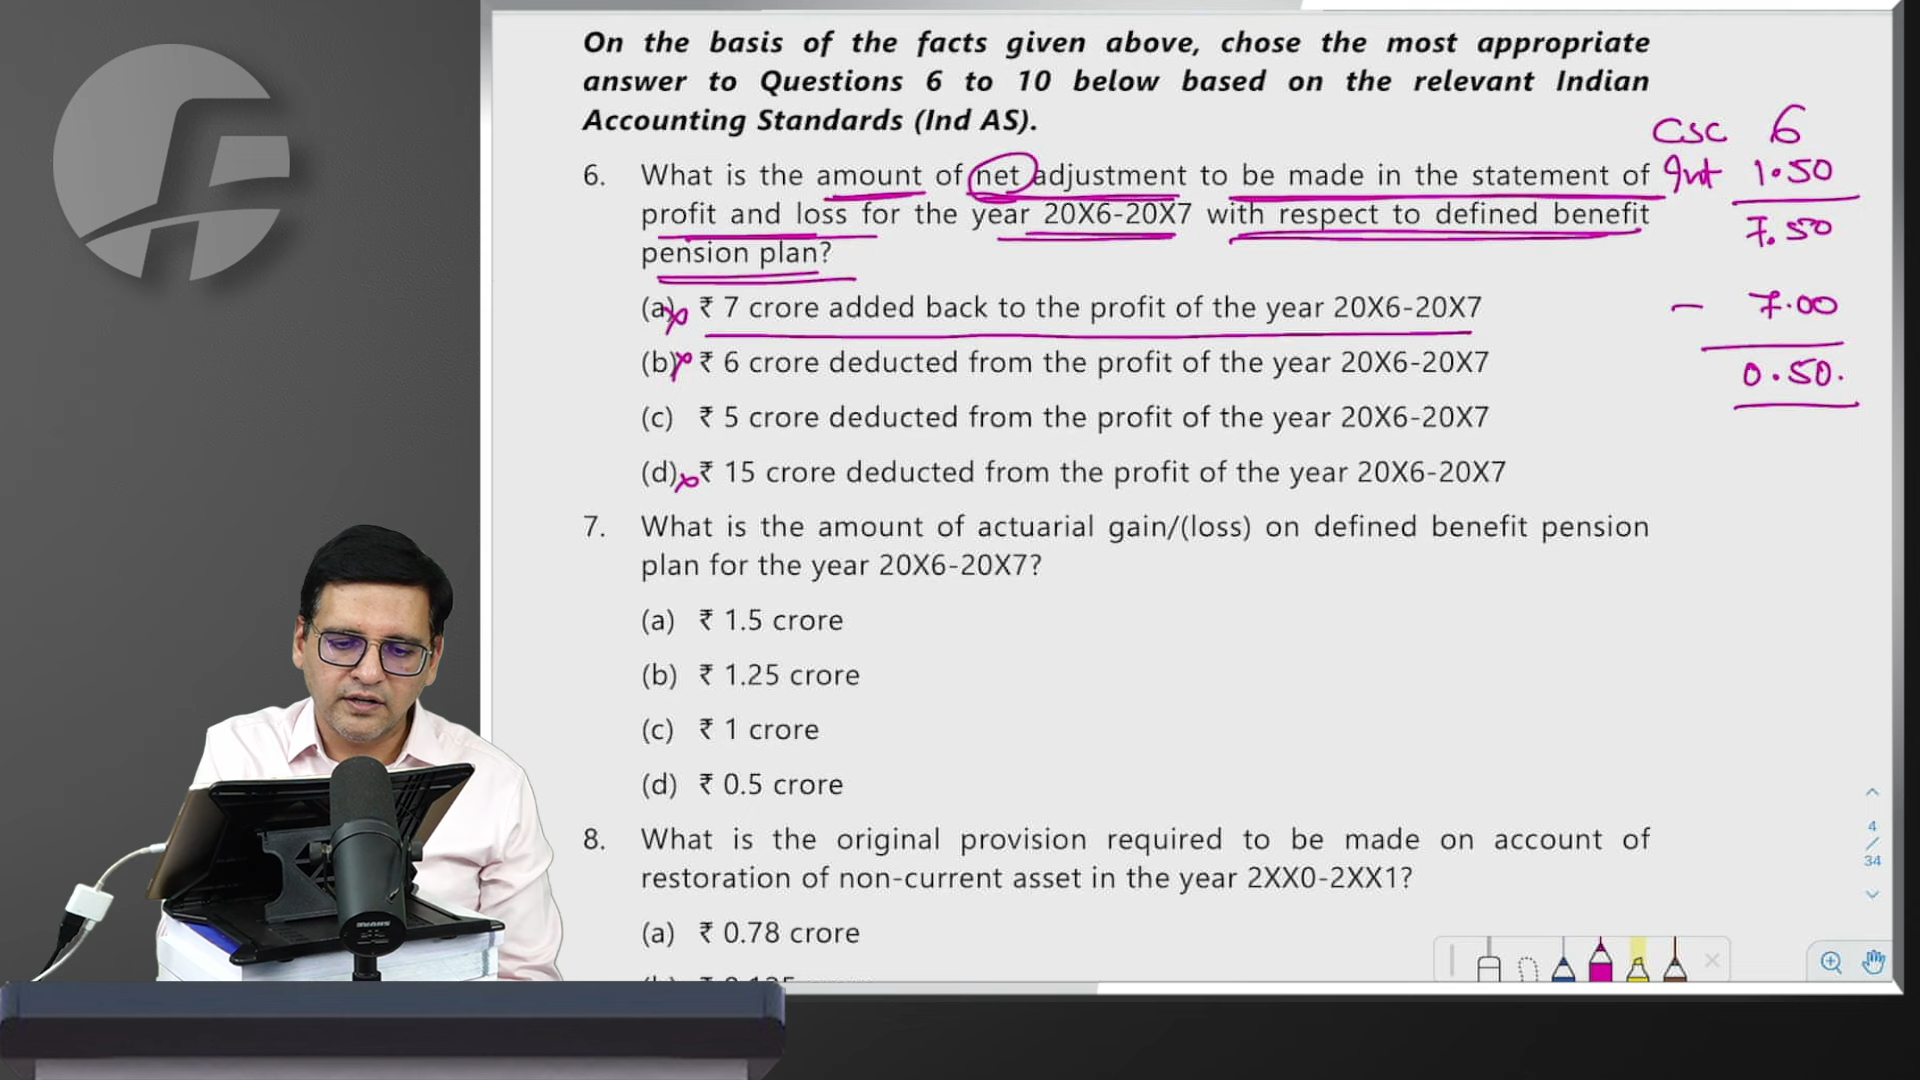 On the basis of the facts given above, chose the most appropriate
answer to Questions 6 to 10 below based on the relevant Indian
Accounting Standards (Ind AS).
CSC 6
6. What is the amount of net adjustment to be made in the statement of
Int 1.50
profit and loss for the year 20X6-20X7 with respect to defined benefit
7.50
pension plan?
(a) ₹ 7 crore added back to the profit of the year 20X6-20X7
- 7.00
(b) ₹ 6 crore deducted from the profit of the year 20X6-20X7
0.50.
(c) ₹ 5 crore deducted from the profit of the year 20X6-20X7
(d) ₹ 15 crore deducted from the profit of the year 20X6-20X7
7. What is the amount of actuarial gain/(loss) on defined benefit pension
plan for the year 20X6-20X7?
(a) ₹ 1.5 crore
(b) ₹ 1.25 crore
(c) ₹ 1 crore
(d) ₹ 0.5 crore
8. What is the original provision required to be made on account of
restoration of non-current asset in the year 2XX0-2XX1?
(a) ₹ 0.78 crore
4
/
34